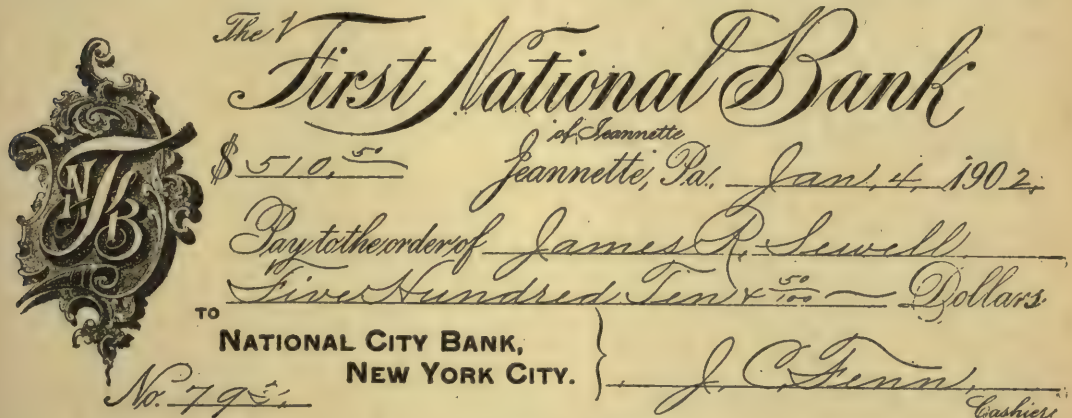 The First National Bank
of Jeannette
$ 510.50 Jeannette, Pa., Jan. 4, 1902.
Pay to the order of James R. Sewell
Five Hundred Ten & 50/100 — Dollars
TO
NATIONAL CITY BANK,
NEW YORK CITY.
J. C. Fenn
No. 795. Cashier
FNB